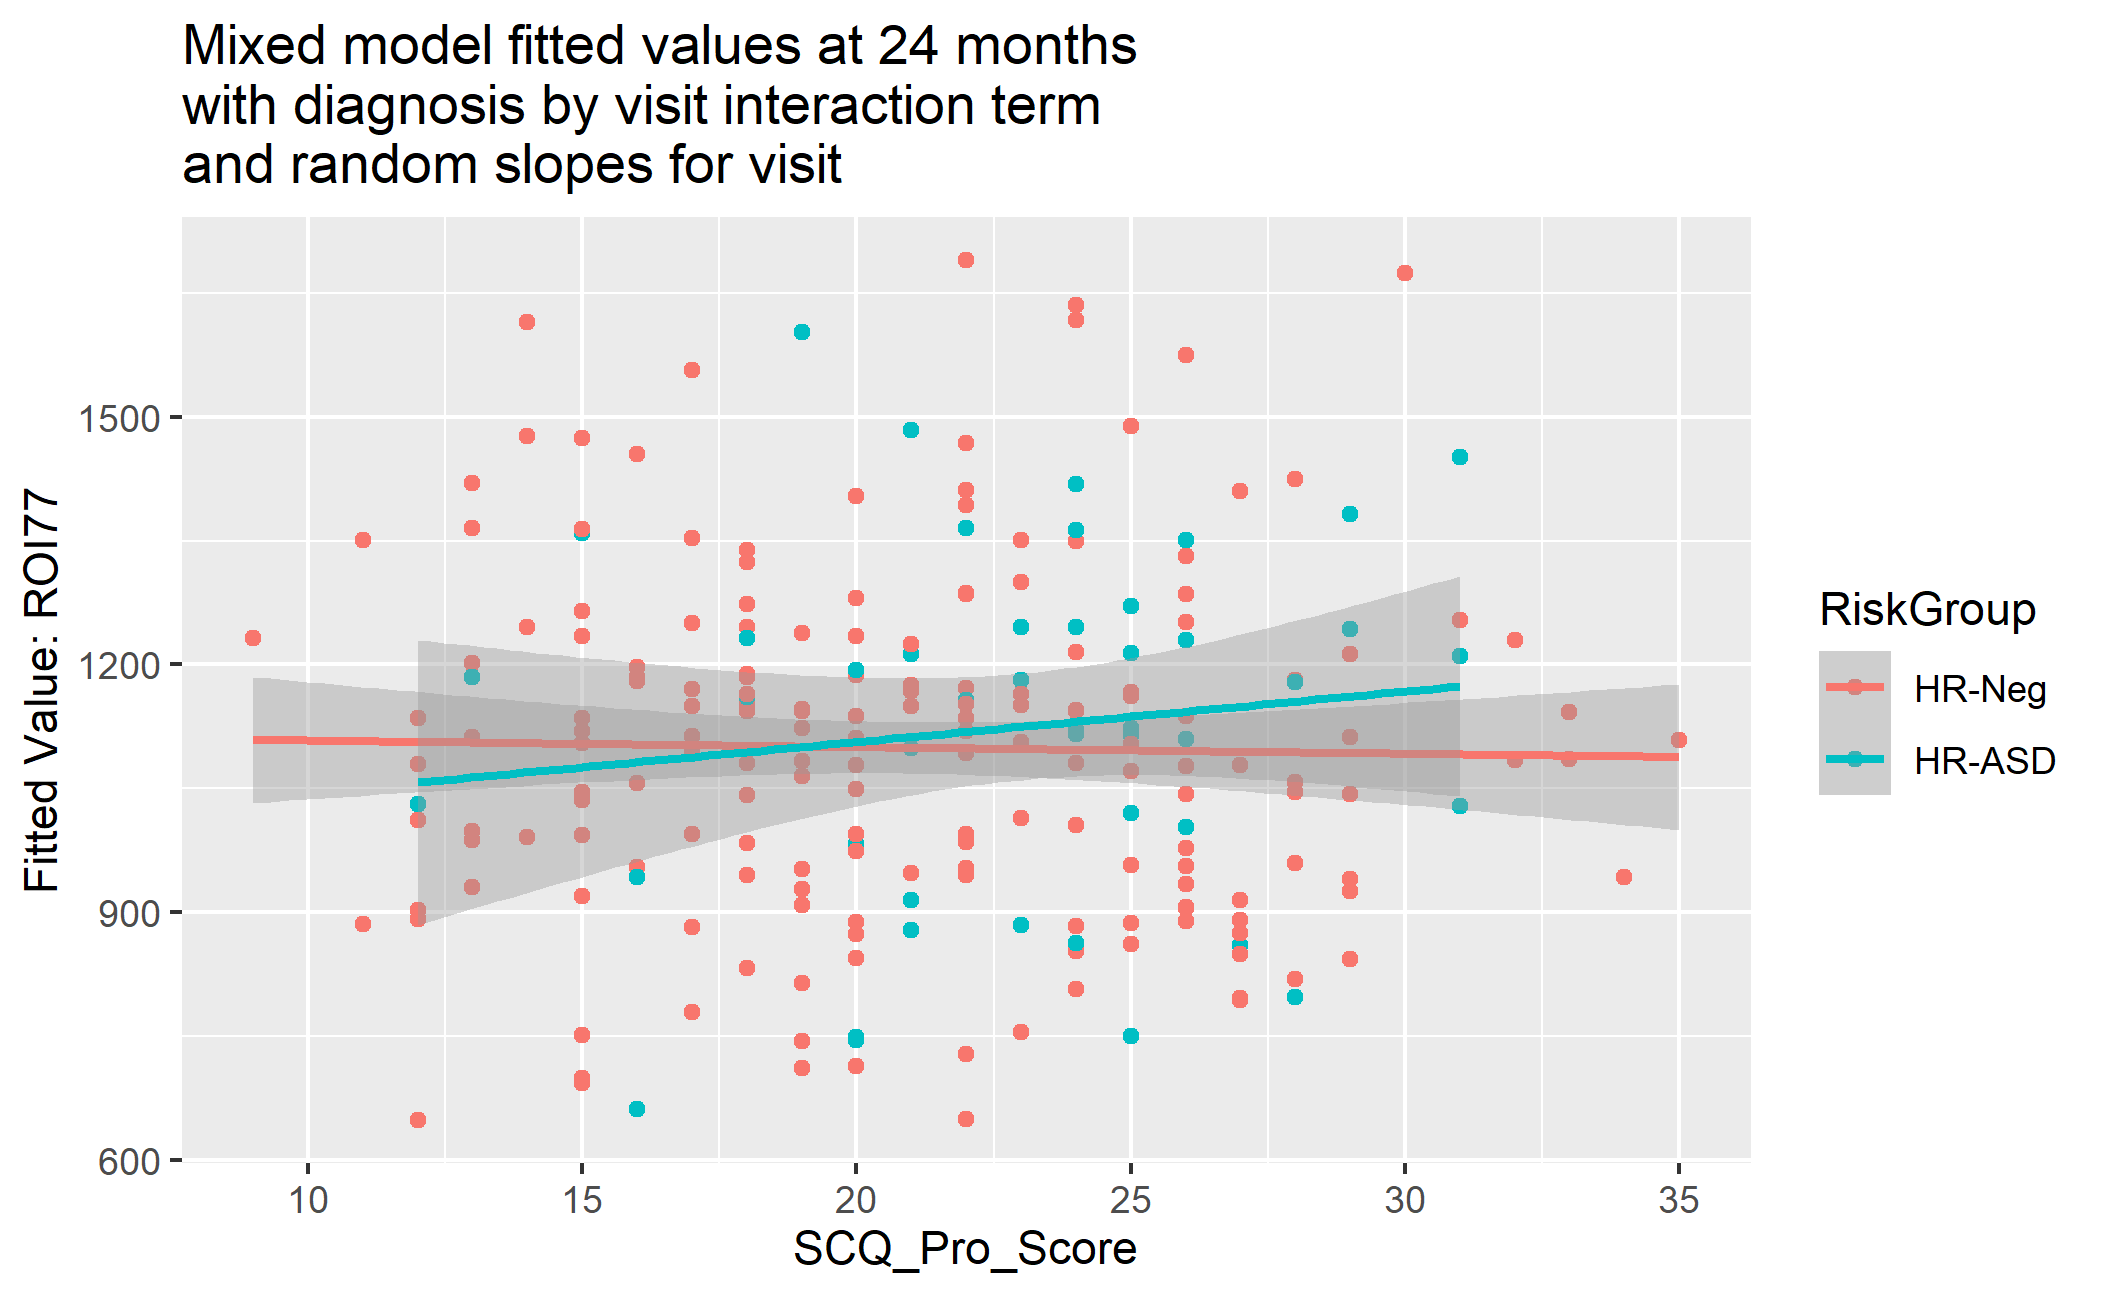 Mixed model fitted values at 24 months
with diagnosis by visit interaction term
and random slopes for visit
Fitted Value: ROI77
1500
1200
900
600
10 15 20 25 30 35
SCQ_Pro_Score
RiskGroup
HR-Neg
HR-ASD